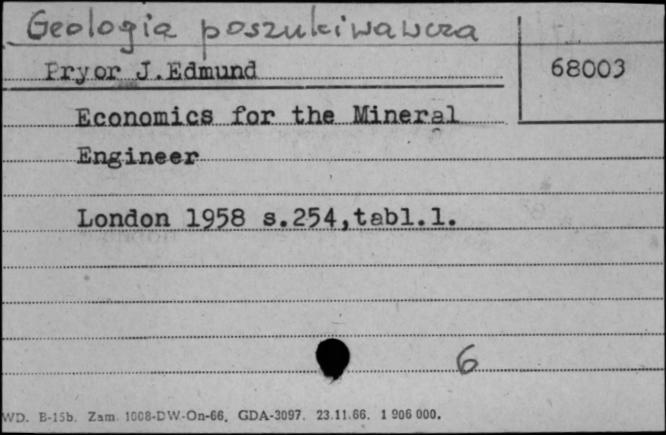 Geologia poszukiwawcza
Pryor J.Edmund
68003
Economics for the Mineral
Engineer
London 1958 s.254,tabl.1.
6
WD. B-15b. Zam. 1008-DW-On-66. GDA-3097. 23.11.66. 1 906 000.